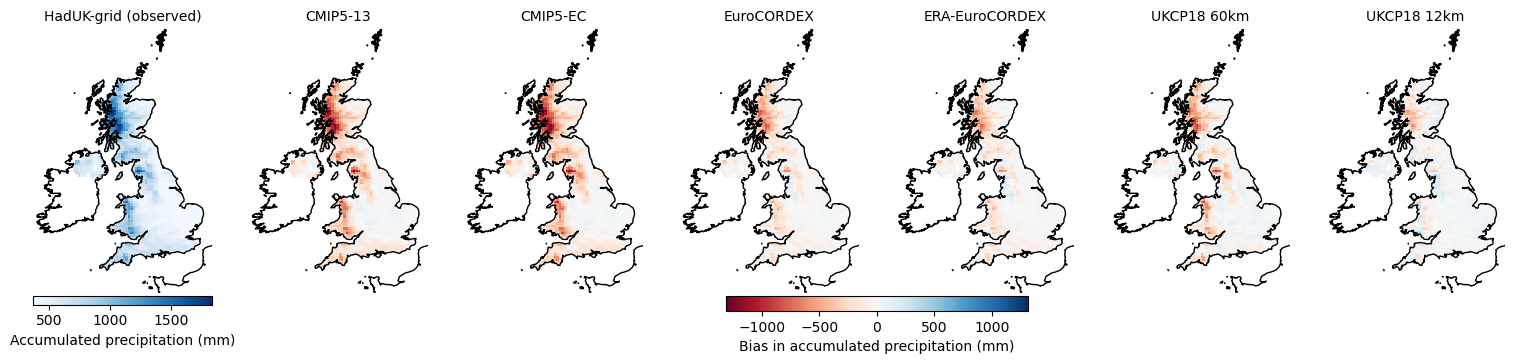 HadUK-grid (observed)
CMIP5-13
CMIP5-EC
EuroCORDEX
ERA-EuroCORDEX
UKCP18 60km
UKCP18 12km
500 1000 1500
Accumulated precipitation (mm)
−1000 −500 0 500 1000
Bias in accumulated precipitation (mm)